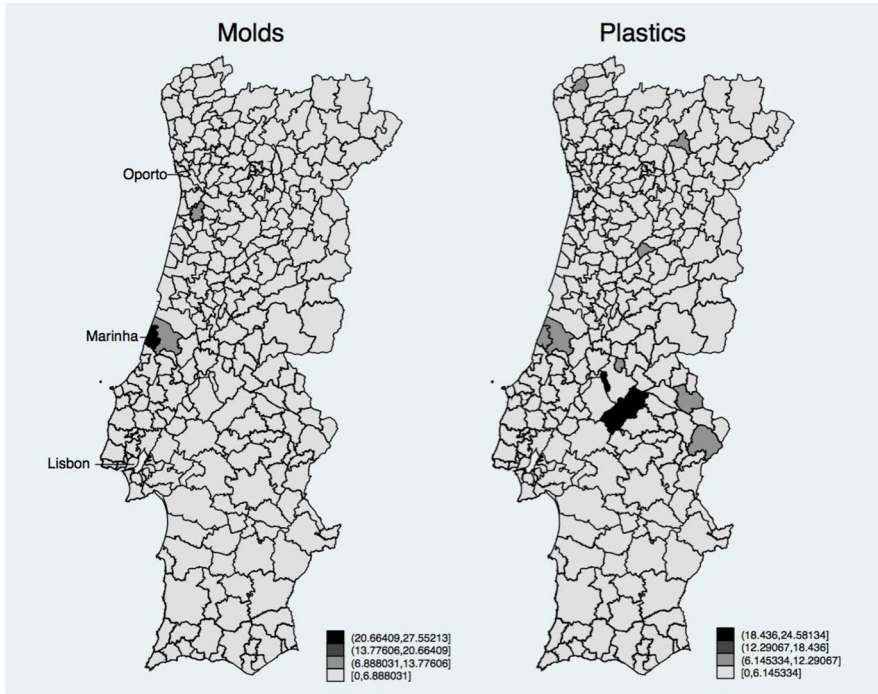 Molds
Plastics
Oporto
Marinha
Lisbon
(20.66409,27.55213]
(13.77606,20.66409]
(6.888031,13.77606]
[0,6.888031]
(18.436,24.58134]
(12.29067,18.436]
(6.145334,12.29067]
[0,6.145334]